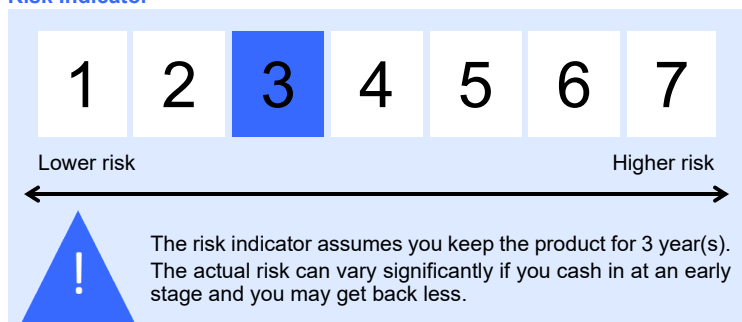 Risk Indicator
1 2 3 4 5 6 7
Lower risk Higher risk
! The risk indicator assumes you keep the product for 3 year(s).
The actual risk can vary significantly if you cash in at an early
stage and you may get back less.